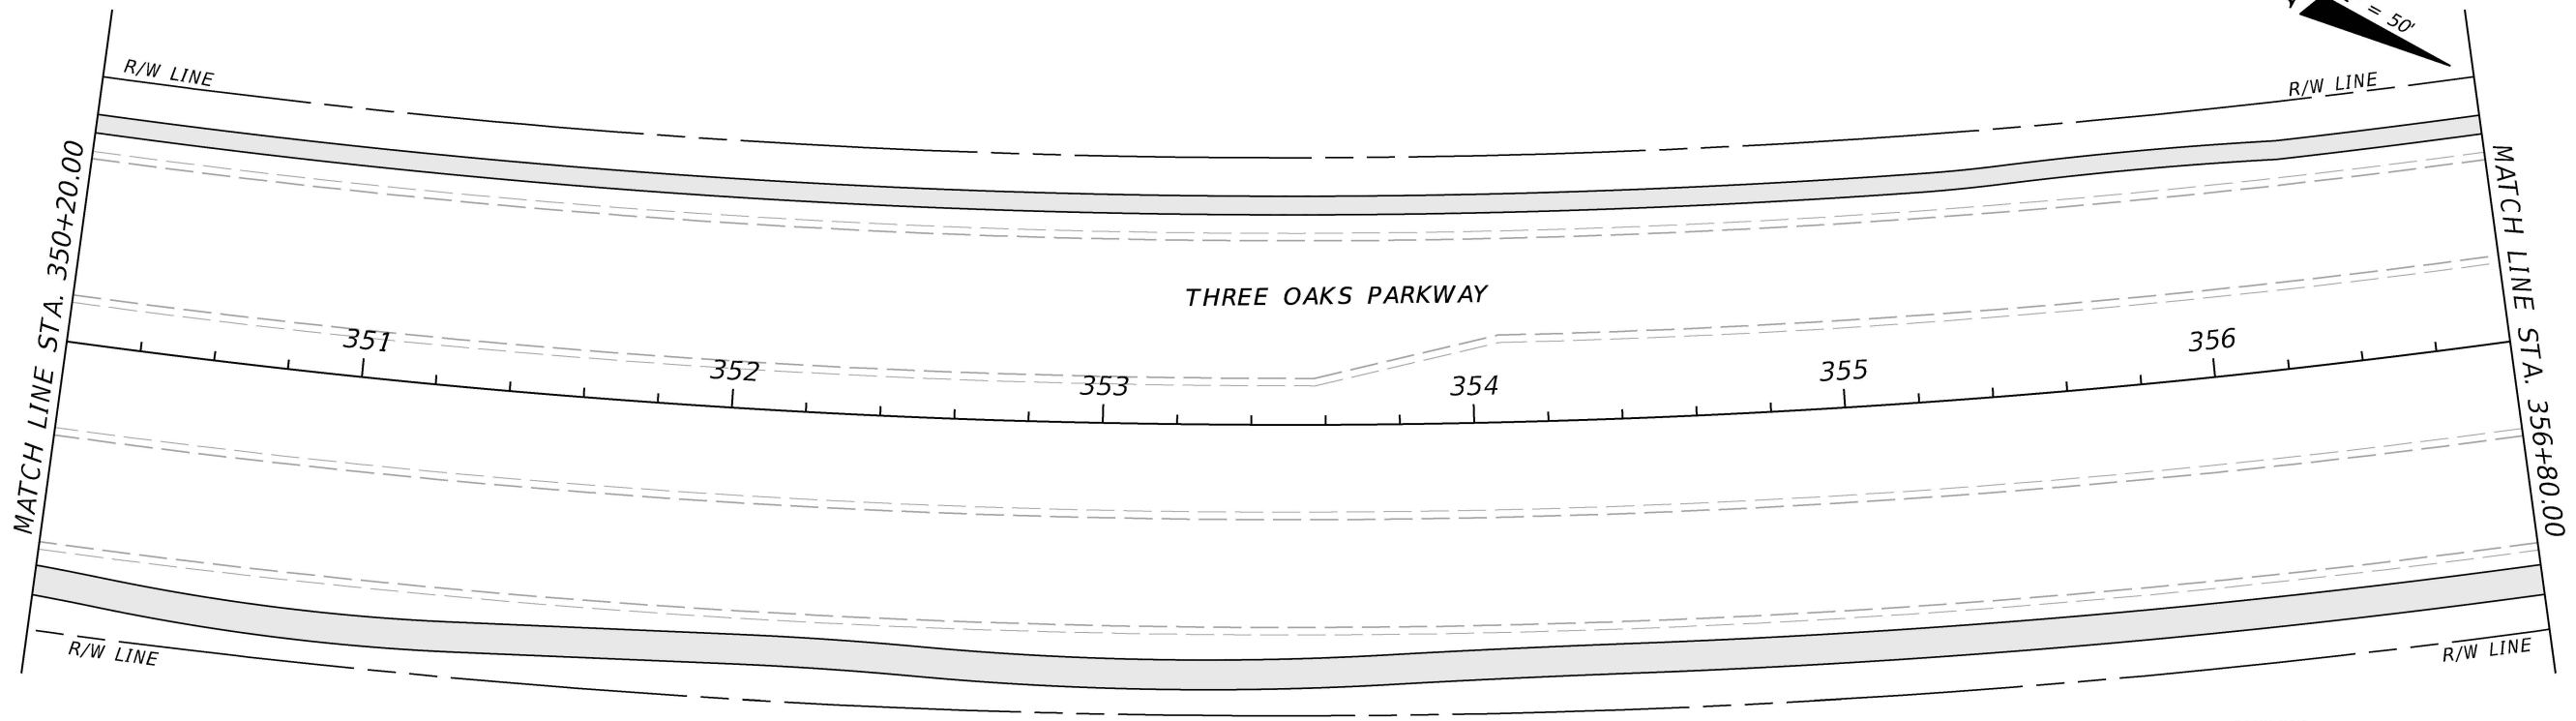 = 50'
R/W LINE
R/W LINE
MATCH LINE STA. 350+20.00
MATCH LINE STA. 356+80.00
THREE OAKS PARKWAY
351
352
353
354
355
356
R/W LINE
R/W LINE